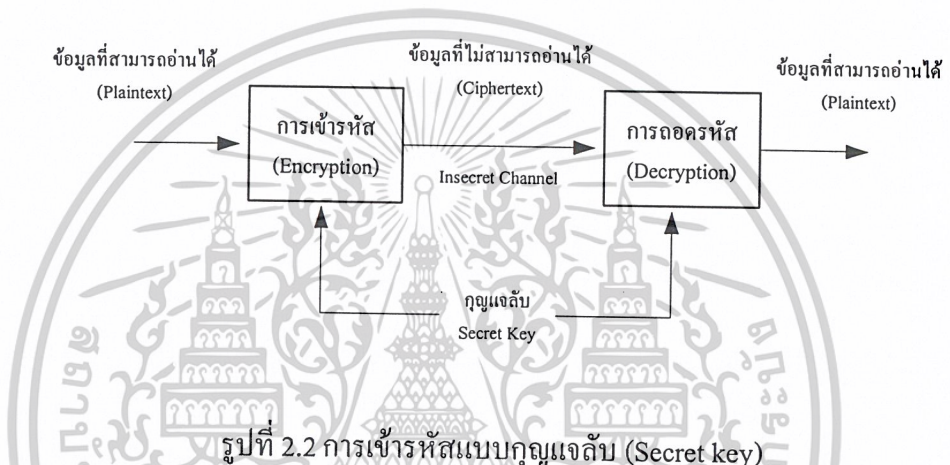 ข้อมูลที่สามารถอ่านได้
(Plaintext)
การเข้ารหัส
(Encryption)
ข้อมูลที่ไม่สามารถอ่านได้
(Ciphertext)
Insecret Channel
การถอดรหัส
(Decryption)
ข้อมูลที่สามารถอ่านได้
(Plaintext)
กุญแจลับ
Secret Key
รูปที่ 2.2 การเข้ารหัสแบบกุญแจลับ (Secret key)